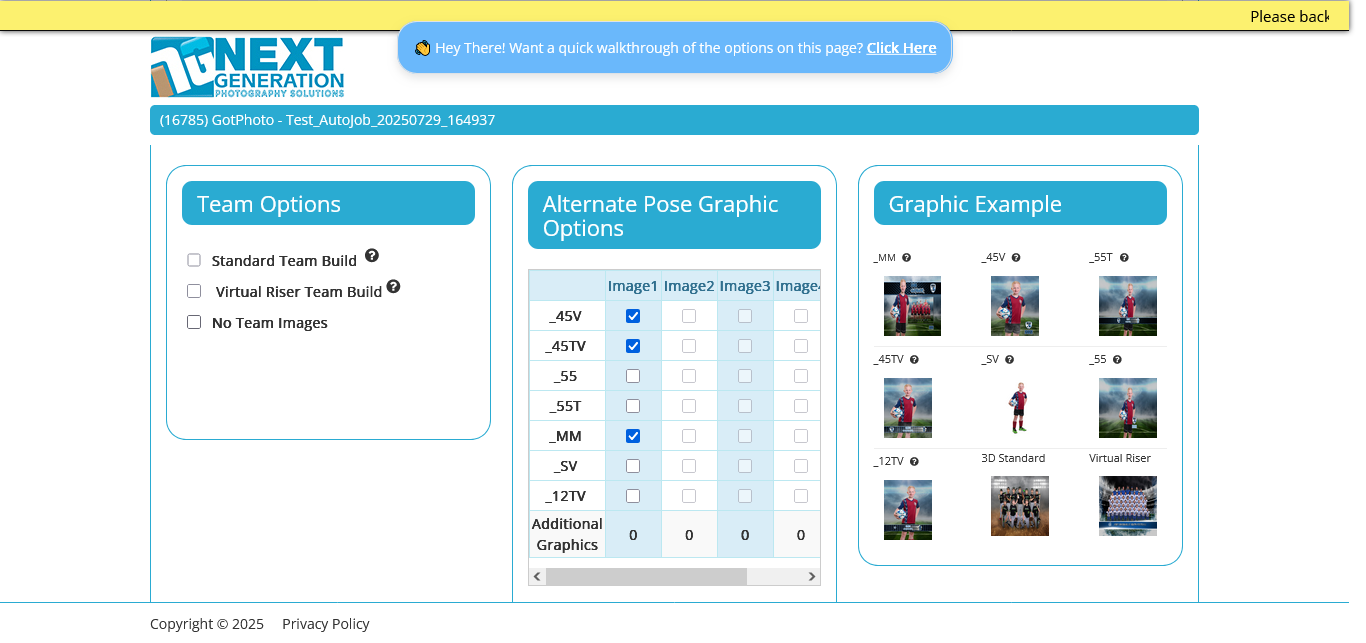 Please back
👋 Hey There! Want a quick walkthrough of the options on this page? Click Here
NEXT
GENERATION
PHOTOGRAPHY SOLUTIONS
(16785) GotPhoto - Test_AutoJob_20250729_164937
Team Options
Standard Team Build ?
Virtual Riser Team Build ?
No Team Images
Alternate Pose Graphic
Options
Image1 Image2 Image3 Image4
_45V
_45TV
_55
_55T
_MM
_SV
_12TV
Additional
Graphics 0 0 0 0
Graphic Example
_MM ? _45V ? _55T ?
_45TV ? _SV ? _55 ?
_12TV ? 3D Standard Virtual Riser
Copyright © 2025 Privacy Policy